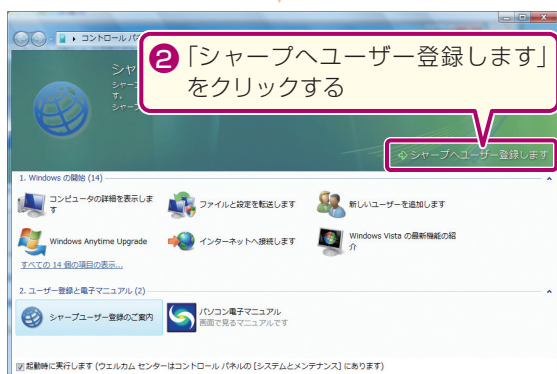 コントロール パ
❷「シャープへユーザー登録します」
をクリックする
シャ
シャープ
す。
シャー
シャープへユーザー登録します
1. Windows の開始 (14)
コンピュータの詳細を表示しま
す
ファイルと設定を転送します
新しいユーザーを追加します
Windows Anytime Upgrade
インターネットへ接続します
Windows Vista の最新機能の紹
介
すべての 14 個の項目の表示...
2. ユーザー登録と電子マニュアル (2)
シャープユーザー登録のご案内
パソコン電子マニュアル
画面で見るマニュアルです
起動時に実行します (ウェルカム センターはコントロール パネルの [システムとメンテナンス] にあります)